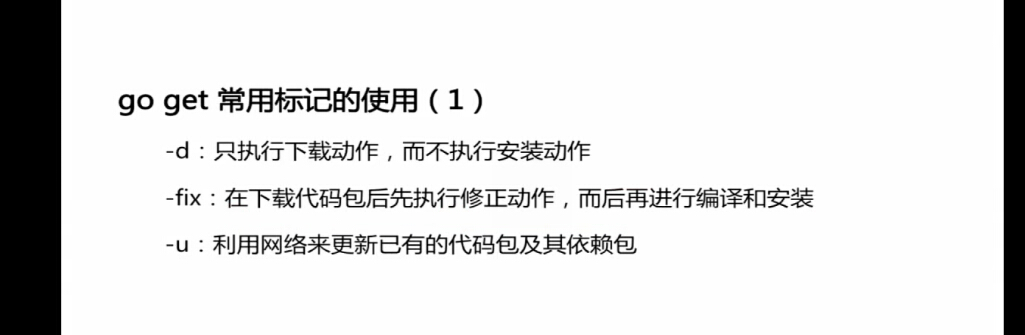 go get 常用标记的使用（1）
-d：只执行下载动作，而不执行安装动作
-fix：在下载代码包后先执行修正动作，而后再进行编译和安装
-u：利用网络来更新已有的代码包及其依赖包